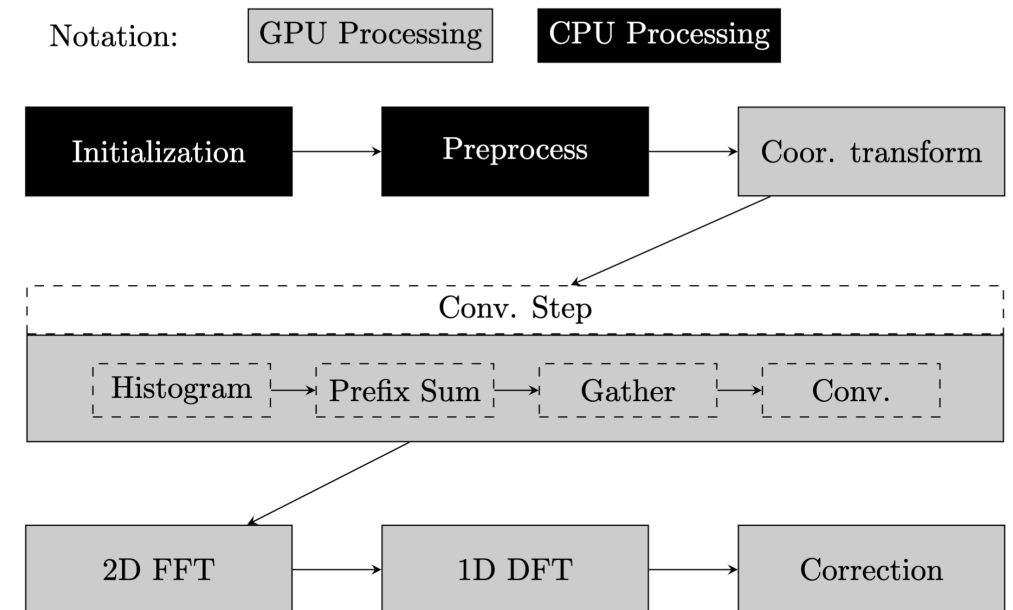 Notation: GPU Processing CPU Processing
Initialization Preprocess Coor. transform
Conv. Step
Histogram Prefix Sum Gather Conv.
2D FFT 1D DFT Correction